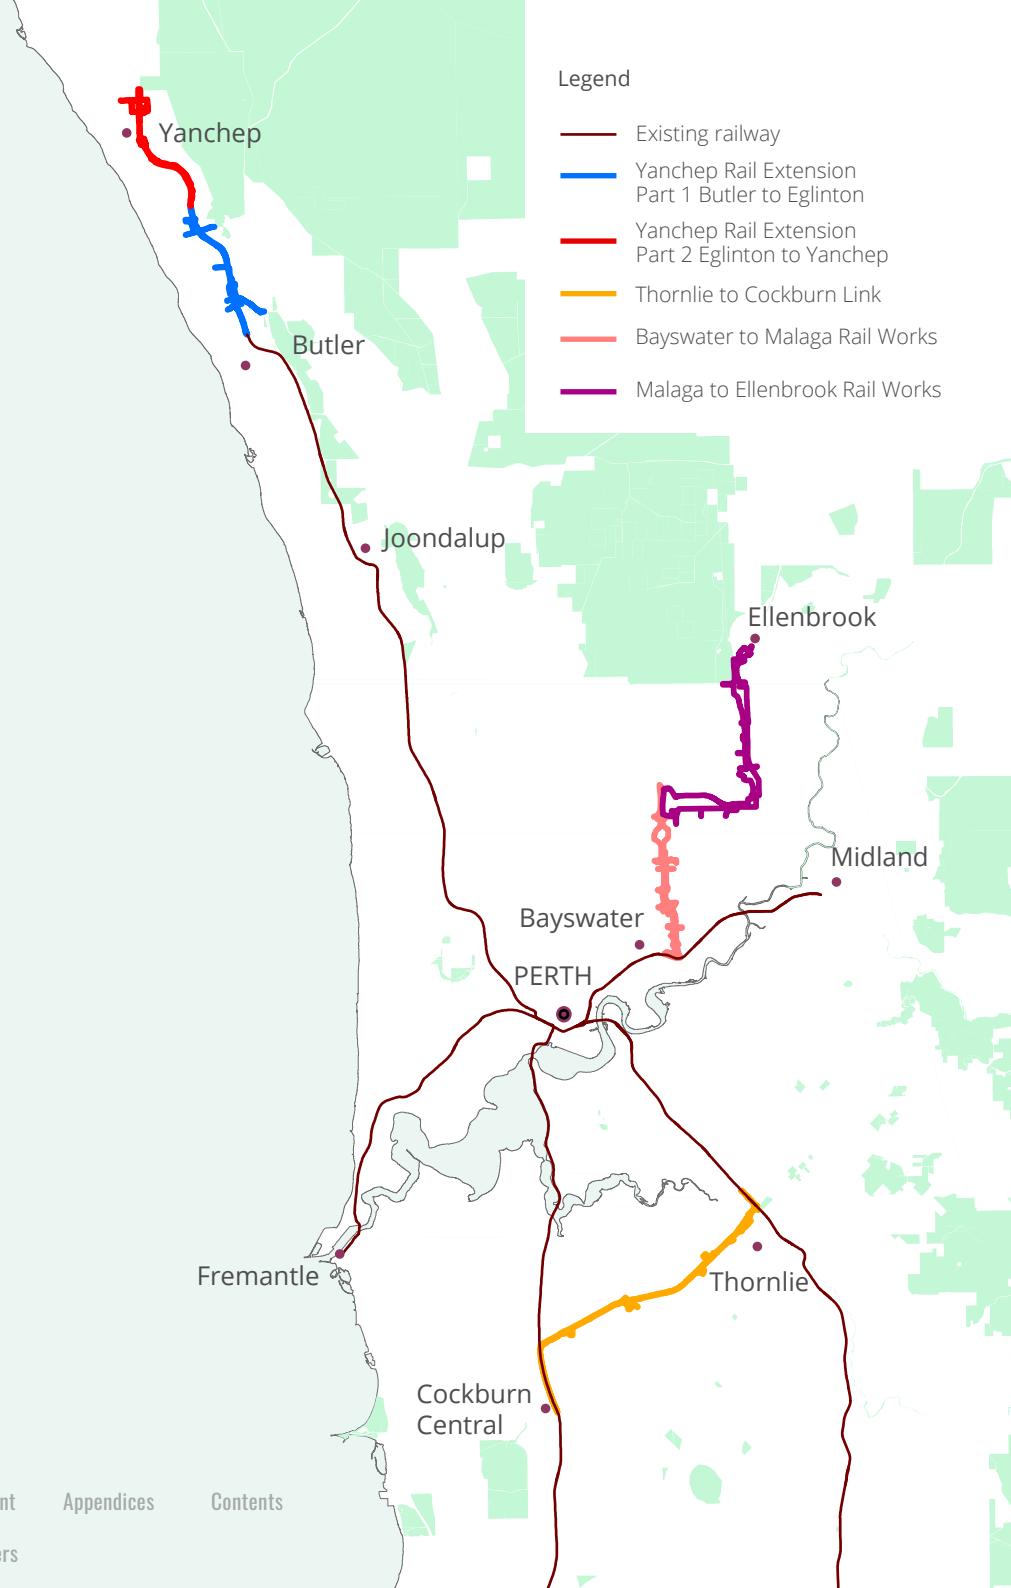 Legend
Existing railway
Yanchep Rail Extension
Part 1 Butler to Eglinton
Yanchep Rail Extension
Part 2 Eglinton to Yanchep
Thornlie to Cockburn Link
Bayswater to Malaga Rail Works
Malaga to Ellenbrook Rail Works
Yanchep
Butler
Joondalup
Ellenbrook
Midland
Bayswater
PERTH
Fremantle
Thornlie
Cockburn
Central
nt Appendices Contents
ers